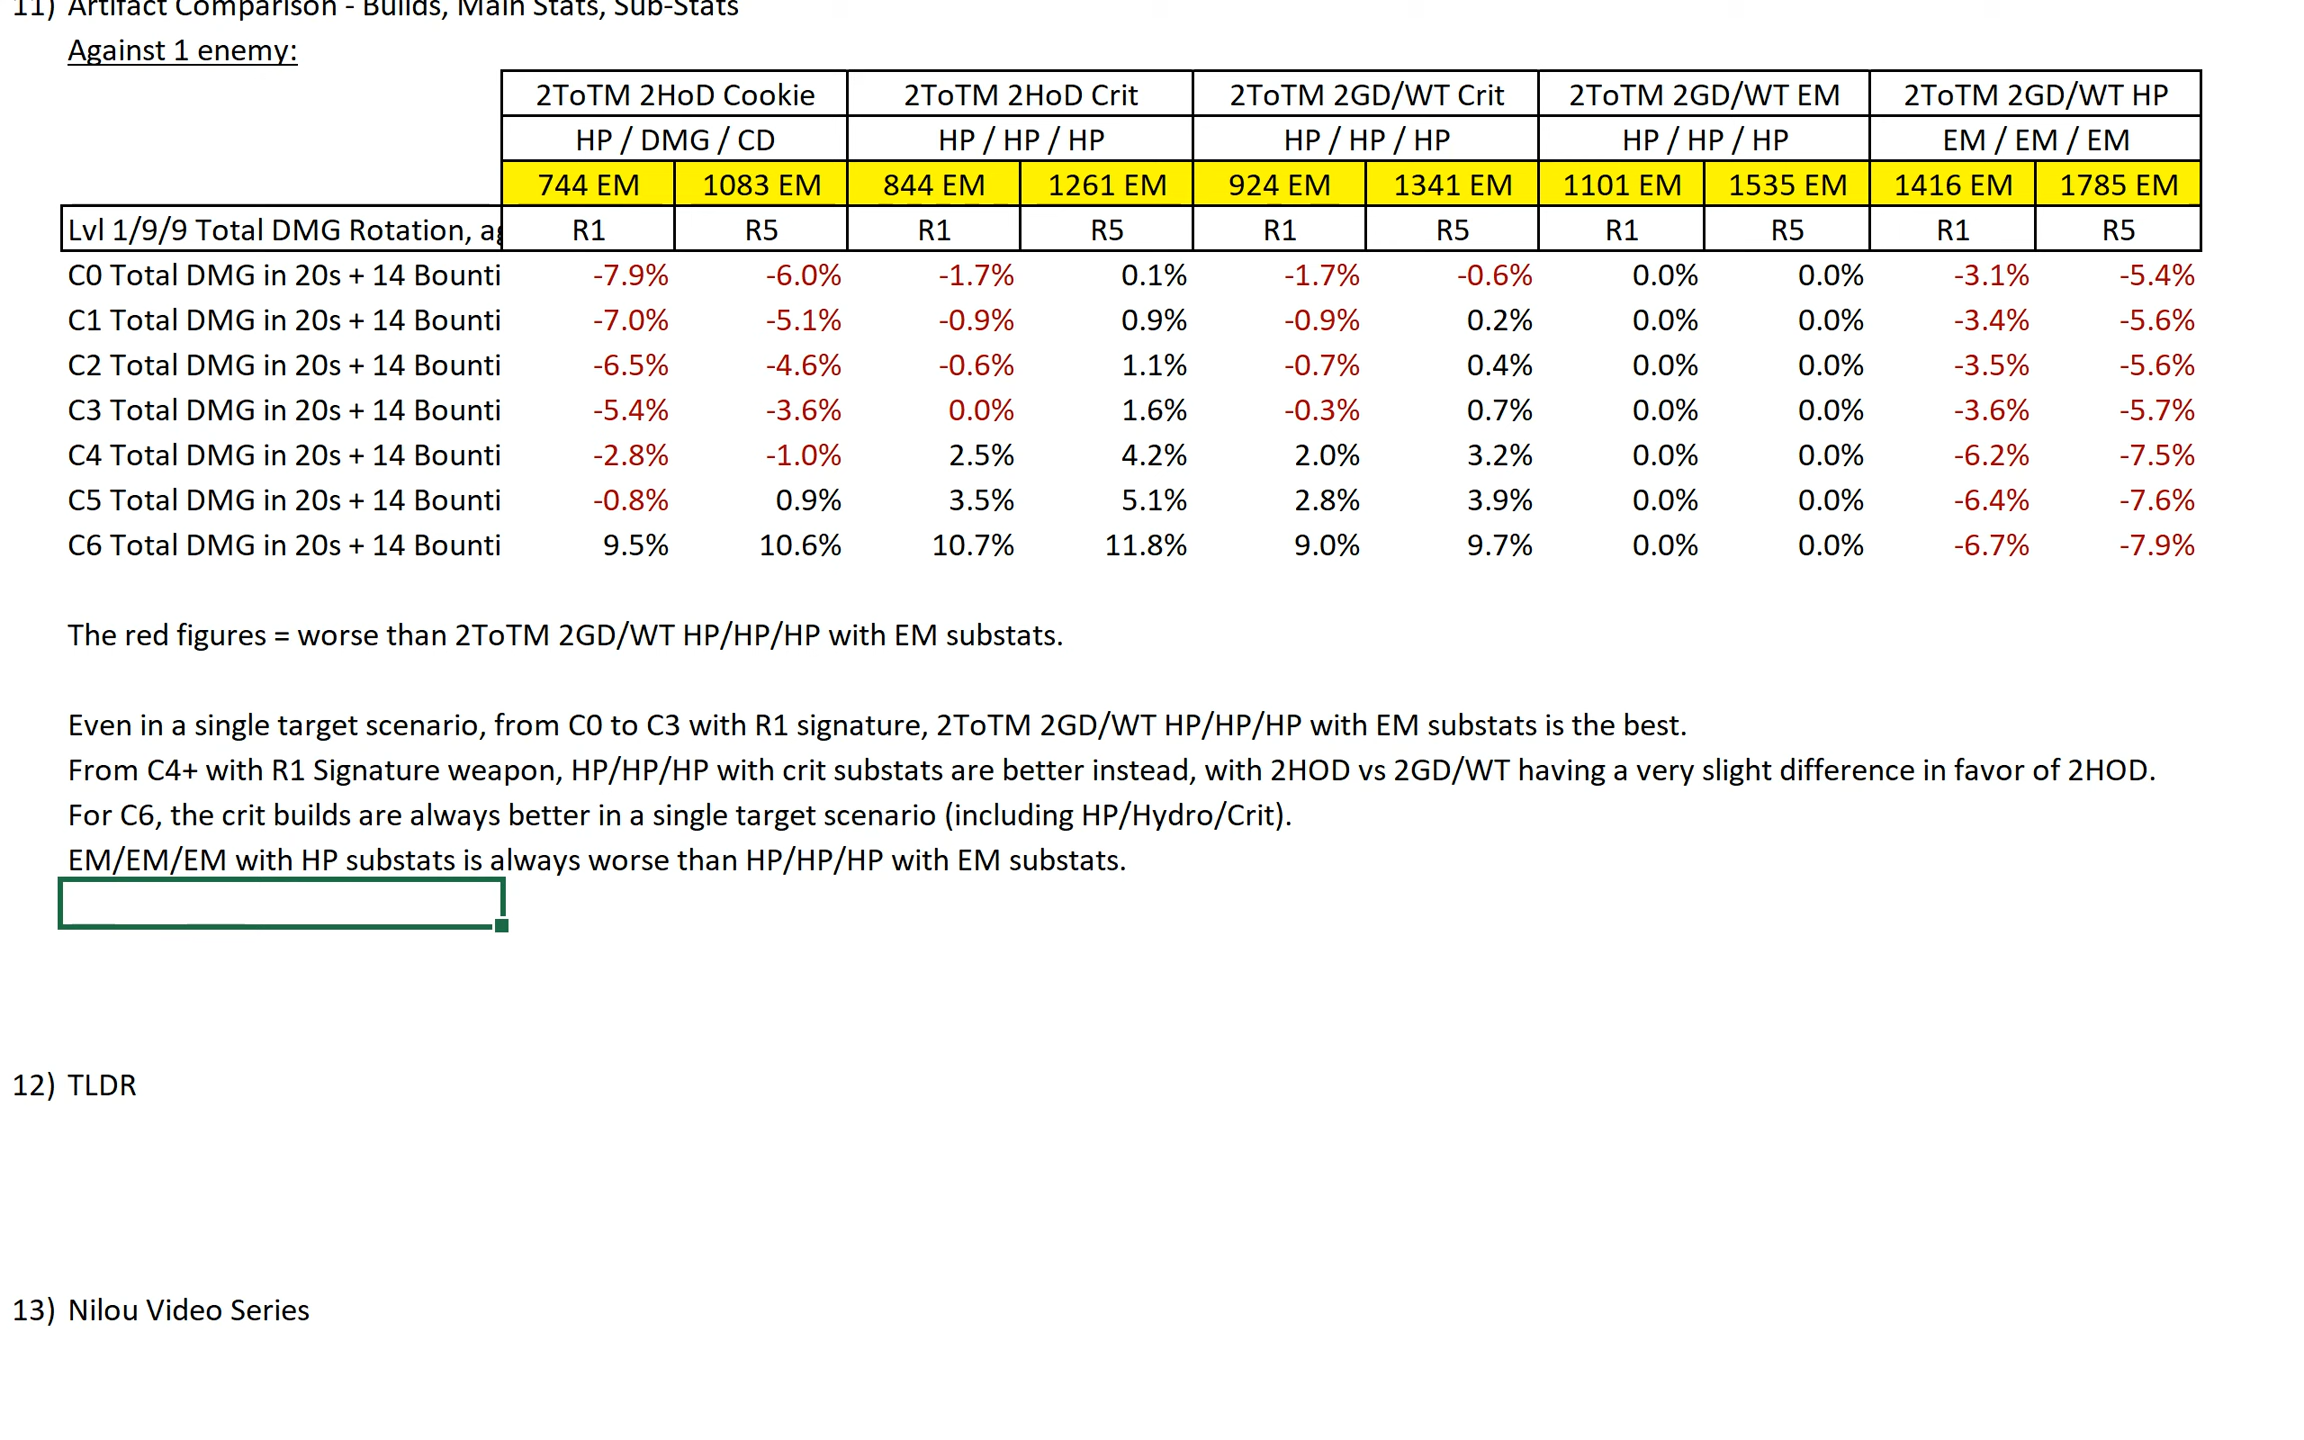 11) Artifact Comparison - Builds, Main Stats, Sub-Stats
Against 1 enemy:
2ToTM 2HoD Cookie 2ToTM 2HoD Crit 2ToTM 2GD/WT Crit 2ToTM 2GD/WT EM 2ToTM 2GD/WT HP
HP / DMG / CD HP / HP / HP HP / HP / HP HP / HP / HP EM / EM / EM
744 EM 1083 EM 844 EM 1261 EM 924 EM 1341 EM 1101 EM 1535 EM 1416 EM 1785 EM
Lvl 1/9/9 Total DMG Rotation, ag R1 R5 R1 R5 R1 R5 R1 R5 R1 R5
C0 Total DMG in 20s + 14 Bounti -7.9% -6.0% -1.7% 0.1% -1.7% -0.6% 0.0% 0.0% -3.1% -5.4%
C1 Total DMG in 20s + 14 Bounti -7.0% -5.1% -0.9% 0.9% -0.9% 0.2% 0.0% 0.0% -3.4% -5.6%
C2 Total DMG in 20s + 14 Bounti -6.5% -4.6% -0.6% 1.1% -0.7% 0.4% 0.0% 0.0% -3.5% -5.6%
C3 Total DMG in 20s + 14 Bounti -5.4% -3.6% 0.0% 1.6% -0.3% 0.7% 0.0% 0.0% -3.6% -5.7%
C4 Total DMG in 20s + 14 Bounti -2.8% -1.0% 2.5% 4.2% 2.0% 3.2% 0.0% 0.0% -6.2% -7.5%
C5 Total DMG in 20s + 14 Bounti -0.8% 0.9% 3.5% 5.1% 2.8% 3.9% 0.0% 0.0% -6.4% -7.6%
C6 Total DMG in 20s + 14 Bounti 9.5% 10.6% 10.7% 11.8% 9.0% 9.7% 0.0% 0.0% -6.7% -7.9%
The red figures = worse than 2ToTM 2GD/WT HP/HP/HP with EM substats.
Even in a single target scenario, from C0 to C3 with R1 signature, 2ToTM 2GD/WT HP/HP/HP with EM substats is the best.
From C4+ with R1 Signature weapon, HP/HP/HP with crit substats are better instead, with 2HOD vs 2GD/WT having a very slight difference in favor of 2HOD.
For C6, the crit builds are always better in a single target scenario (including HP/Hydro/Crit).
EM/EM/EM with HP substats is always worse than HP/HP/HP with EM substats.
12) TLDR
13) Nilou Video Series